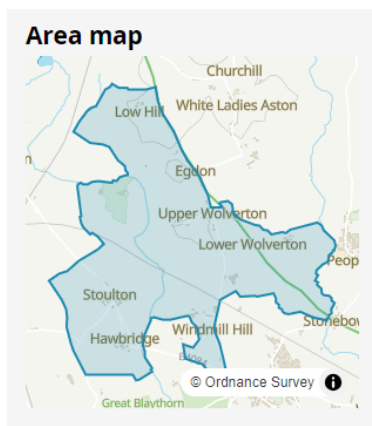 Area map
Churchill
Low Hill
White Ladies Aston
Egdon
Upper Wolverton
Lower Wolverton
Peop
Stoulton
Stonebow
Windmill Hill
Hawbridge
B4084
© Ordnance Survey
Great Blaythorn